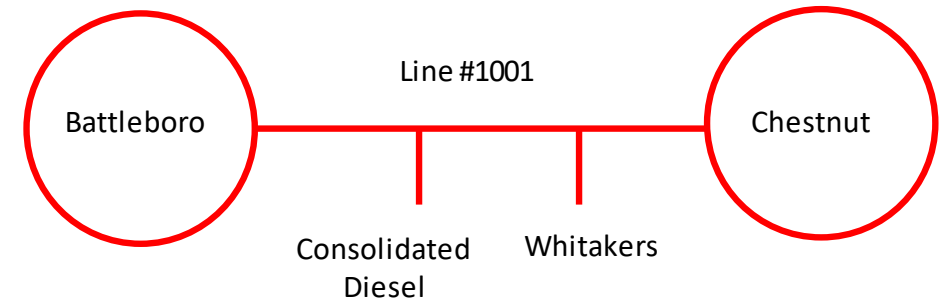 Line #1001
Battleboro
Chestnut
Consolidated
Diesel
Whitakers